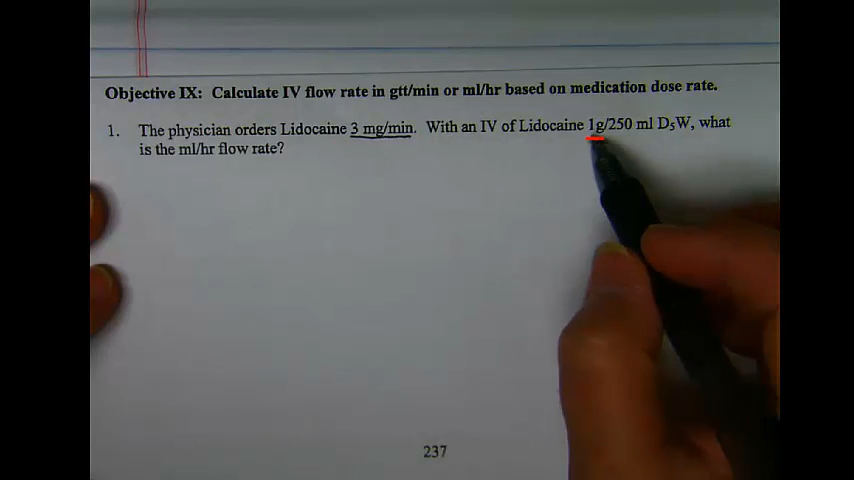 Objective IX: Calculate IV flow rate in gtt/min or ml/hr based on medication dose rate.
1. The physician orders Lidocaine 3 mg/min. With an IV of Lidocaine 1g/250 ml D₅W, what
is the ml/hr flow rate?
237